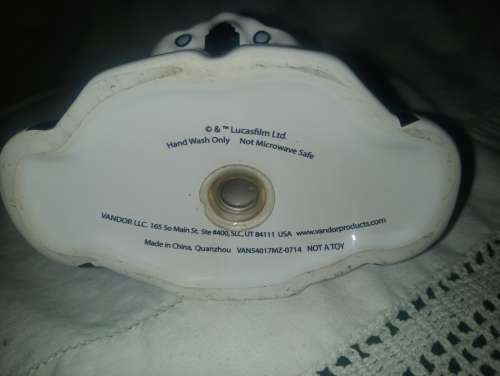 © & ™ Lucasfilm Ltd.
Hand Wash Only Not Microwave Safe
VANDOR LLC. 165 So Main St. Ste #400, SLC, UT 84111 USA www.vandorproducts.com
Made in China, Quanzhou VAN54017MZ-0714 NOT A TOY